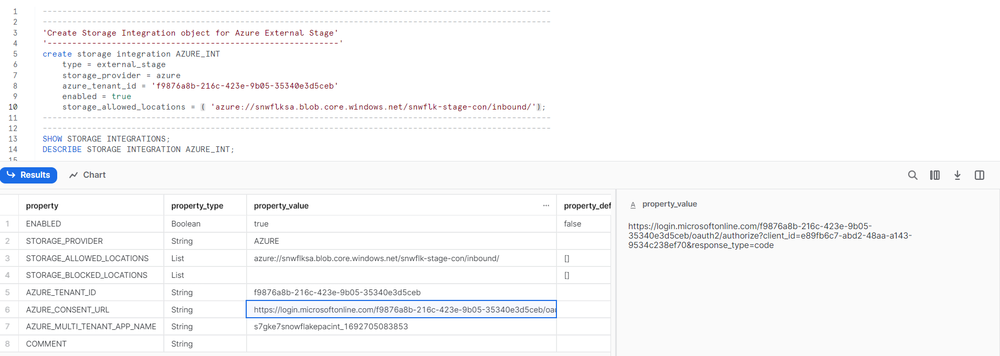 1 -------------------------------------------------------------------------------------------------------
2 -------------------------------------------------------------------------------------------------------
3 'Create Storage Integration object for Azure External Stage'
4 '-----------------------------------------------------------'
5 create storage integration AZURE_INT
6 type = external_stage
7 storage_provider = azure
8 azure_tenant_id = 'f9876a8b-216c-423e-9b05-35340e3d5ceb'
9 enabled = true
10 storage_allowed_locations = ( 'azure://snwflksa.blob.core.windows.net/snwflk-stage-con/inbound/');
11 -------------------------------------------------------------------------------------------------------
12 -------------------------------------------------------------------------------------------------------
13 SHOW STORAGE INTEGRATIONS;
14 DESCRIBE STORAGE INTEGRATION AZURE_INT;
15
Results Chart
property property_type property_value ... property_def
1 ENABLED Boolean true false
2 STORAGE_PROVIDER String AZURE
3 STORAGE_ALLOWED_LOCATIONS List azure://snwflksa.blob.core.windows.net/snwflk-stage-con/inbound/ []
4 STORAGE_BLOCKED_LOCATIONS List []
5 AZURE_TENANT_ID String f9876a8b-216c-423e-9b05-35340e3d5ceb
6 AZURE_CONSENT_URL String https://login.microsoftonline.com/f9876a8b-216c-423e-9b05-35340e3d5ceb/oau
7 AZURE_MULTI_TENANT_APP_NAME String s7gke7snowflakepacint_1692705083853
8 COMMENT String
A property_value
https://login.microsoftonline.com/f9876a8b-216c-423e-9b05-
35340e3d5ceb/oauth2/authorize?client_id=e89fb6c7-abd2-48aa-a143-
9534c238ef70&response_type=code